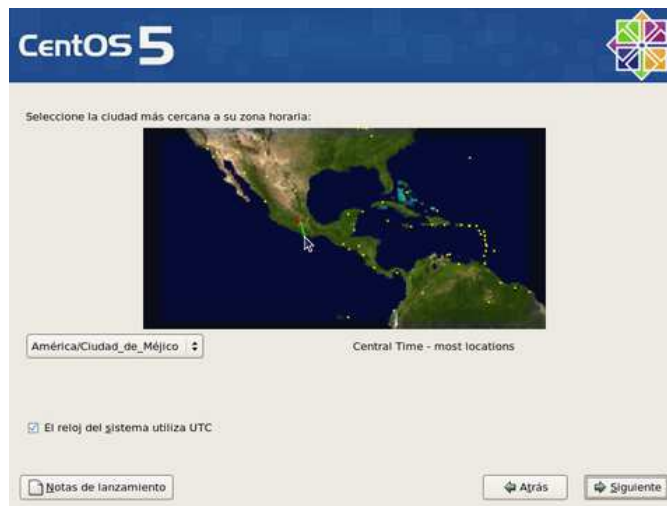 CentOS 5
Seleccione la ciudad más cercana a su zona horaria:
América/Ciudad_de_Méjico
Central Time - most locations
El reloj del sistema utiliza UTC
Notas de lanzamiento
Atrás
Siguiente